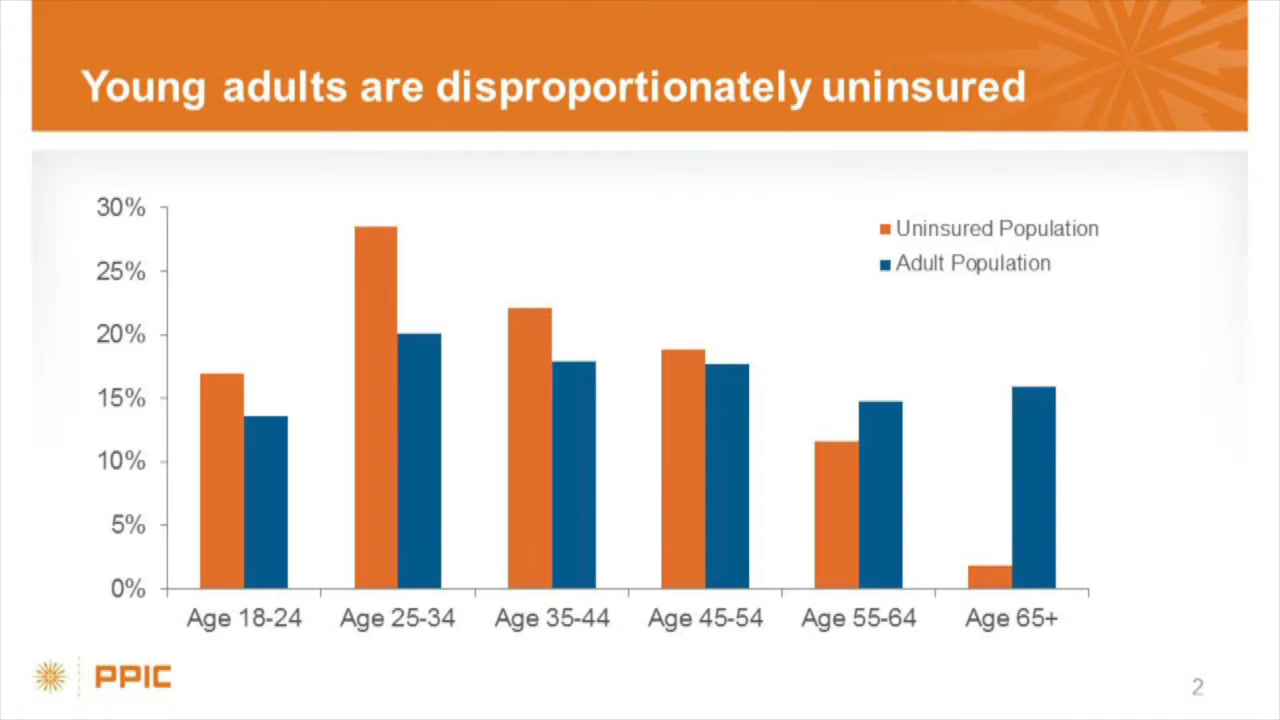 Young adults are disproportionately uninsured
30%
25%
20%
15%
10%
5%
0%
Uninsured Population
Adult Population
Age 18-24 Age 25-34 Age 35-44 Age 45-54 Age 55-64 Age 65+
PPIC
2